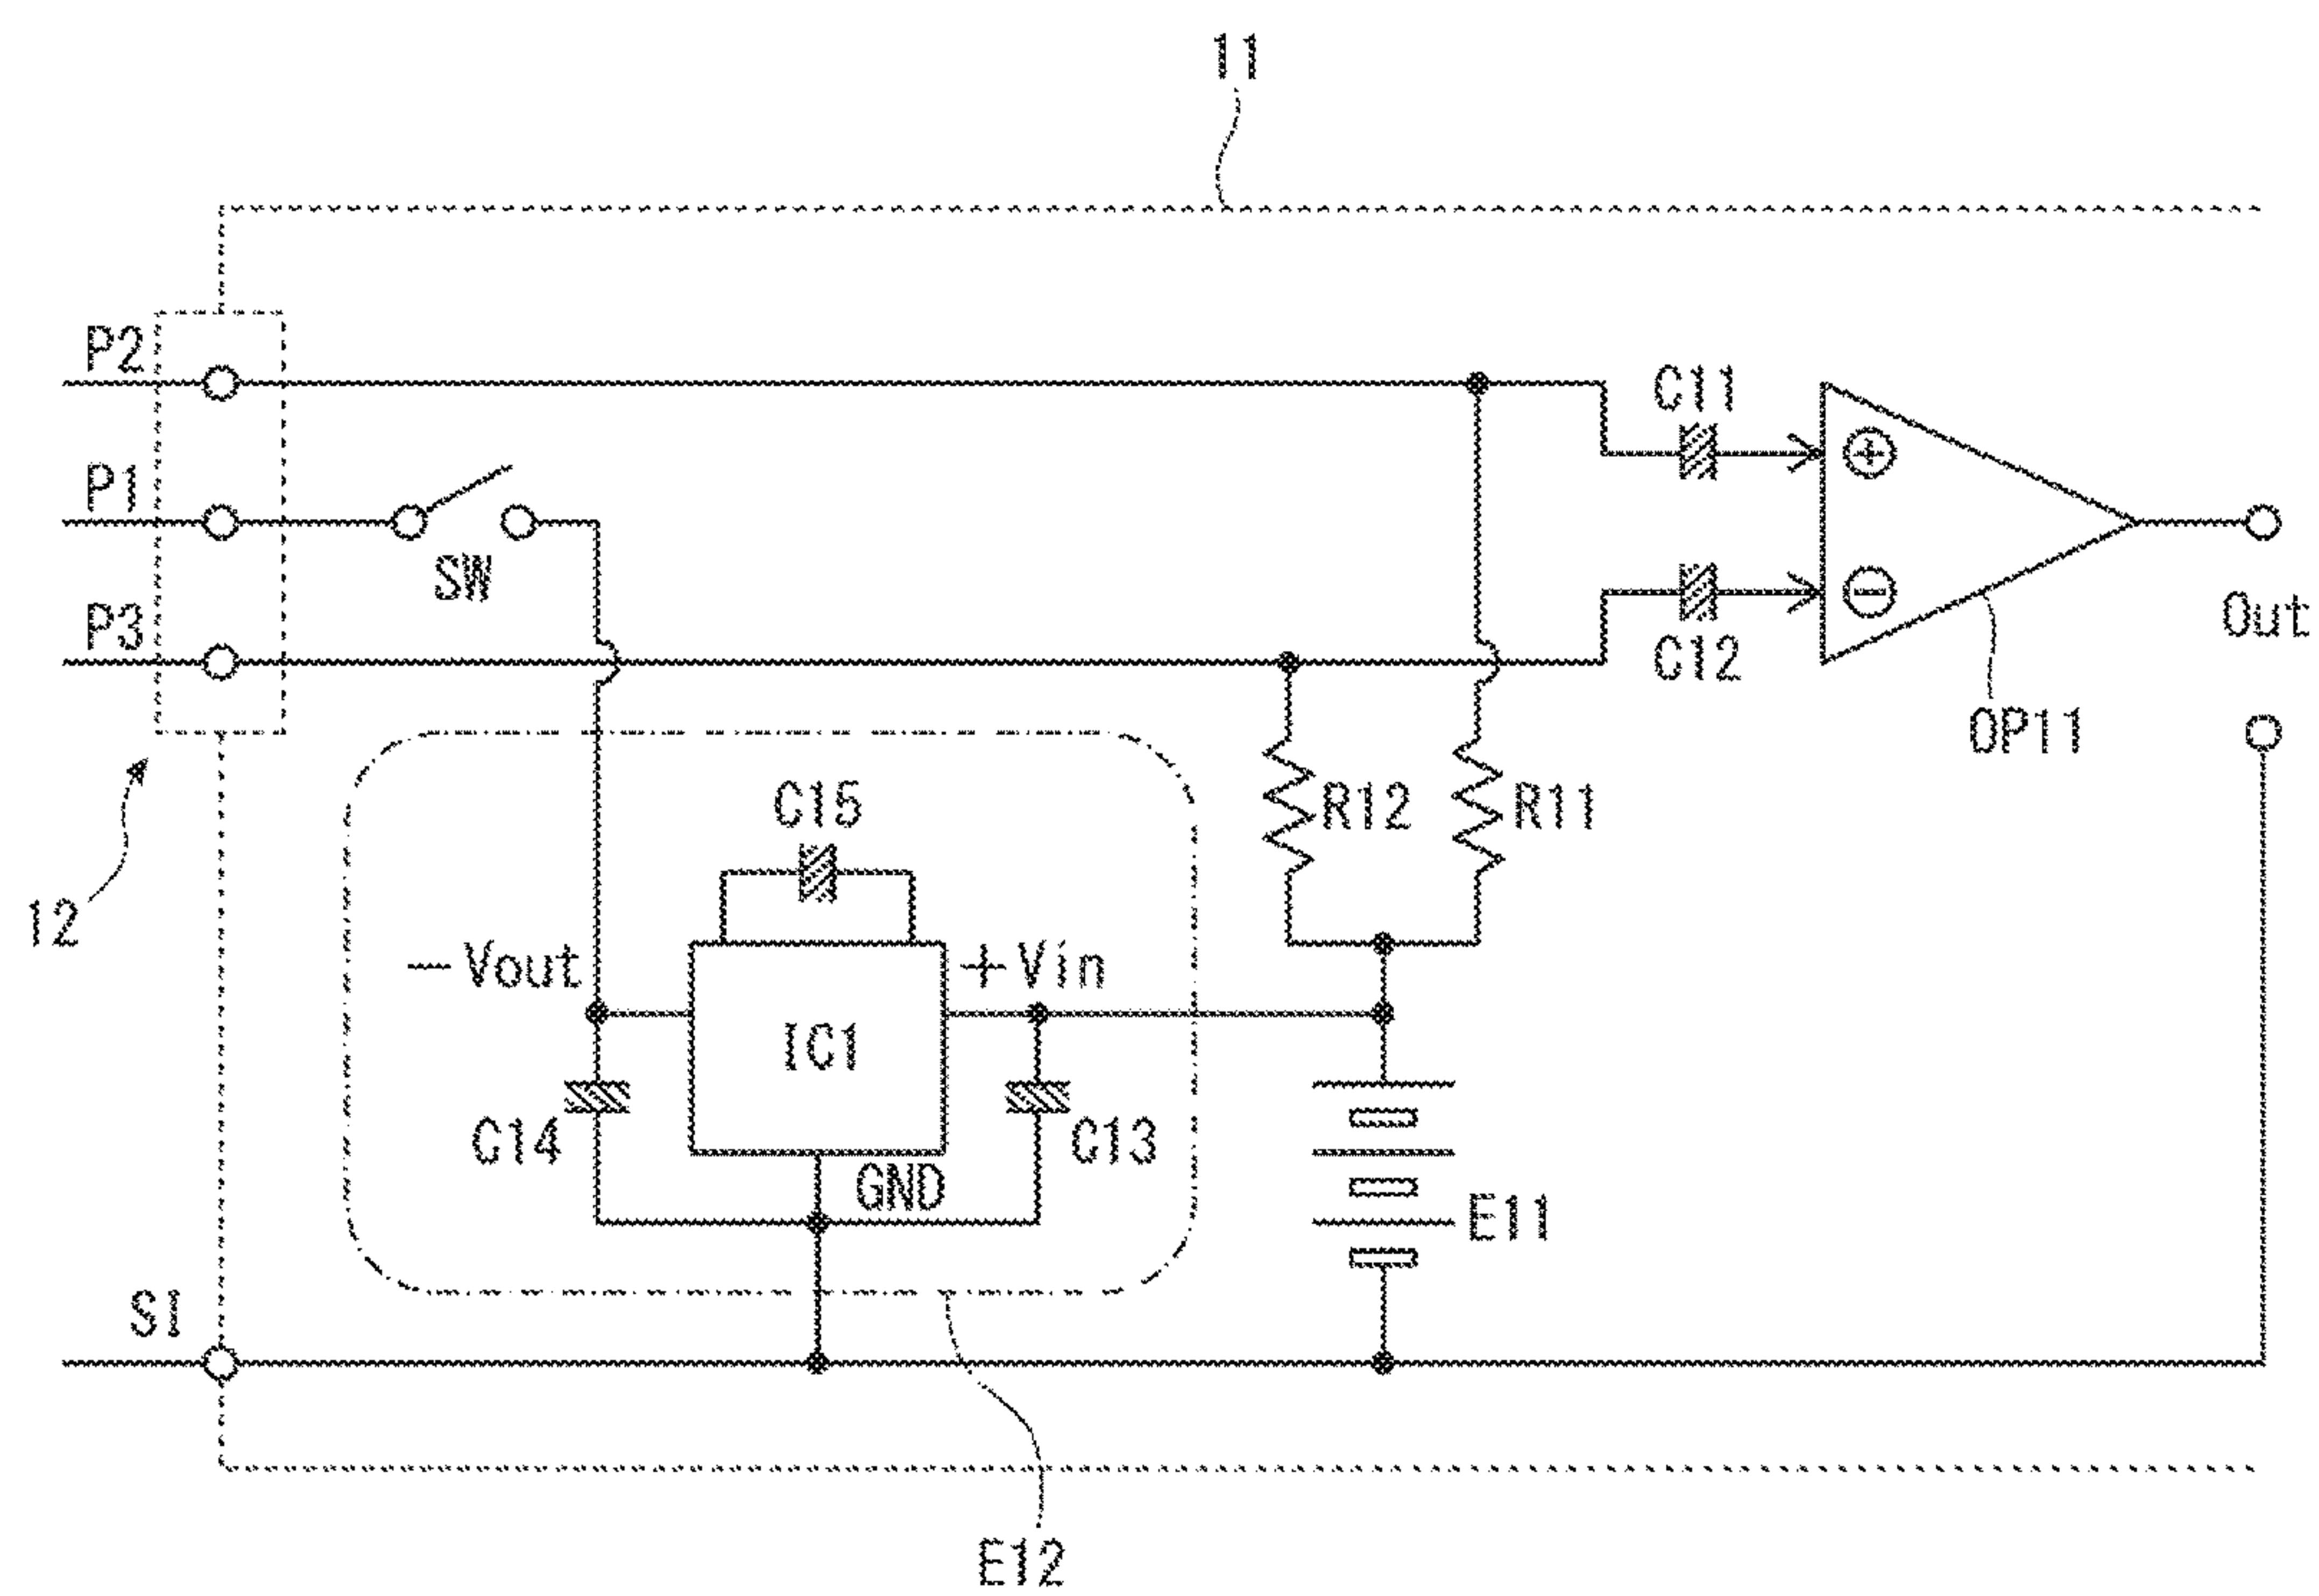 11
P2
C11
+
P1
SW
P3
−
C12
Out
OP11
12
C15
R12
R11
−Vout
+Vin
IC1
C14
C13
GND
E11
SI
E12